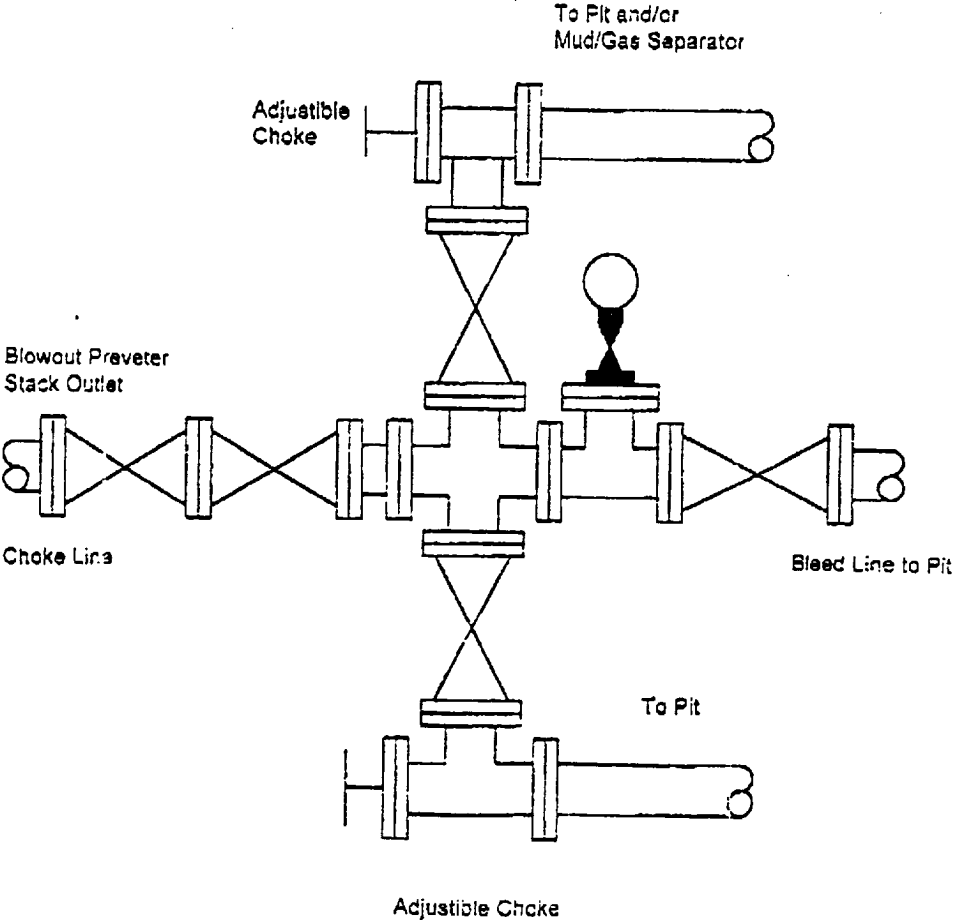 To Pit and/or
Mud/Gas Separator
Adjustible
Choke
Blowout Preveter
Stack Outlet
Choke Line
Bleed Line to Pit
To Pit
Adjustible Choke